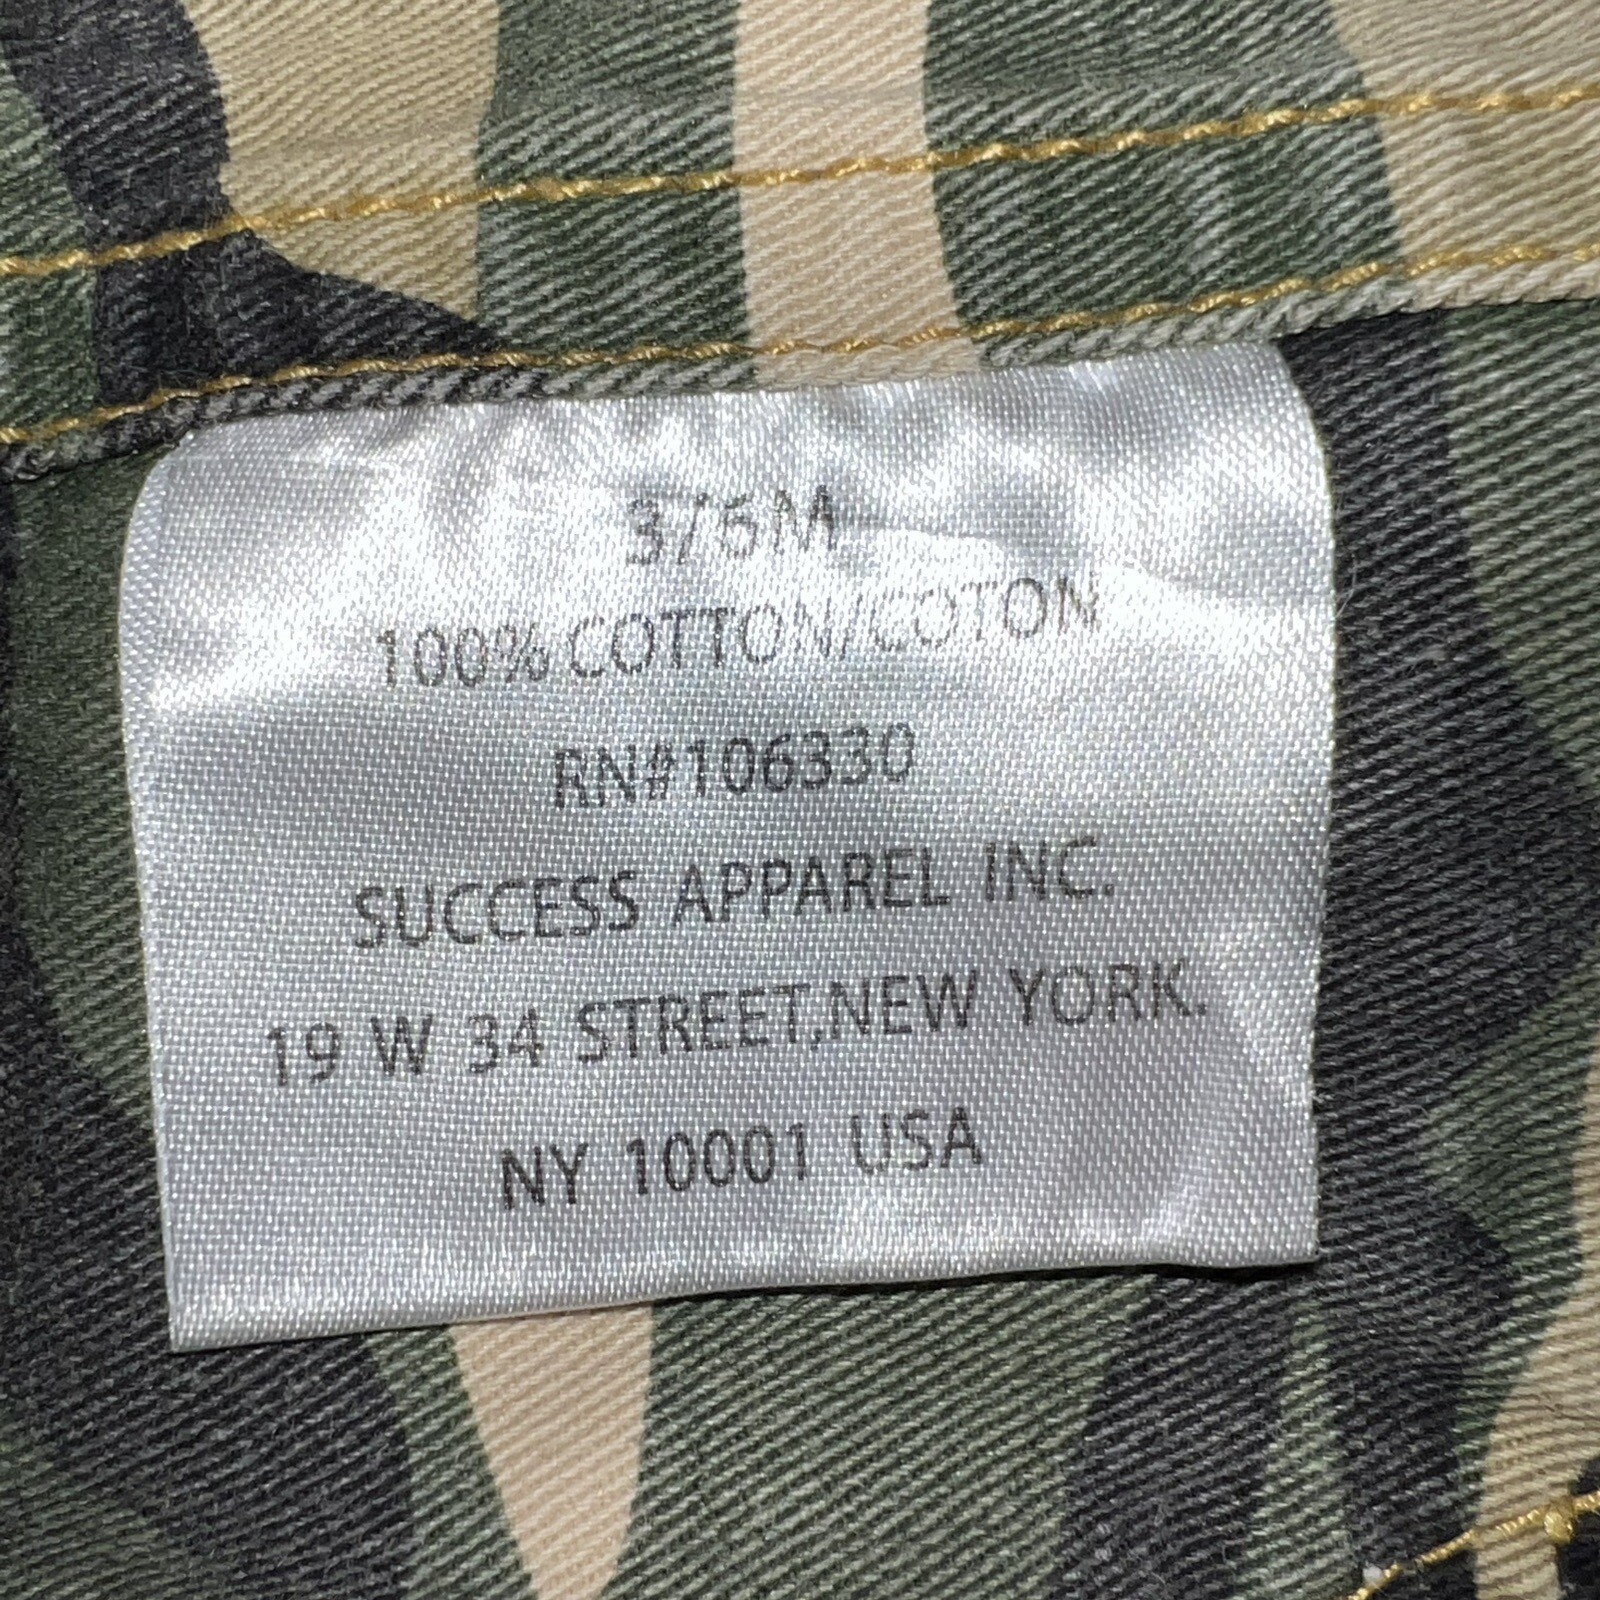 3/6M
100% COTTON/COTON
RN#106330
SUCCESS APPAREL INC.
19 W 34 STREET,NEW YORK.
NY 10001 USA